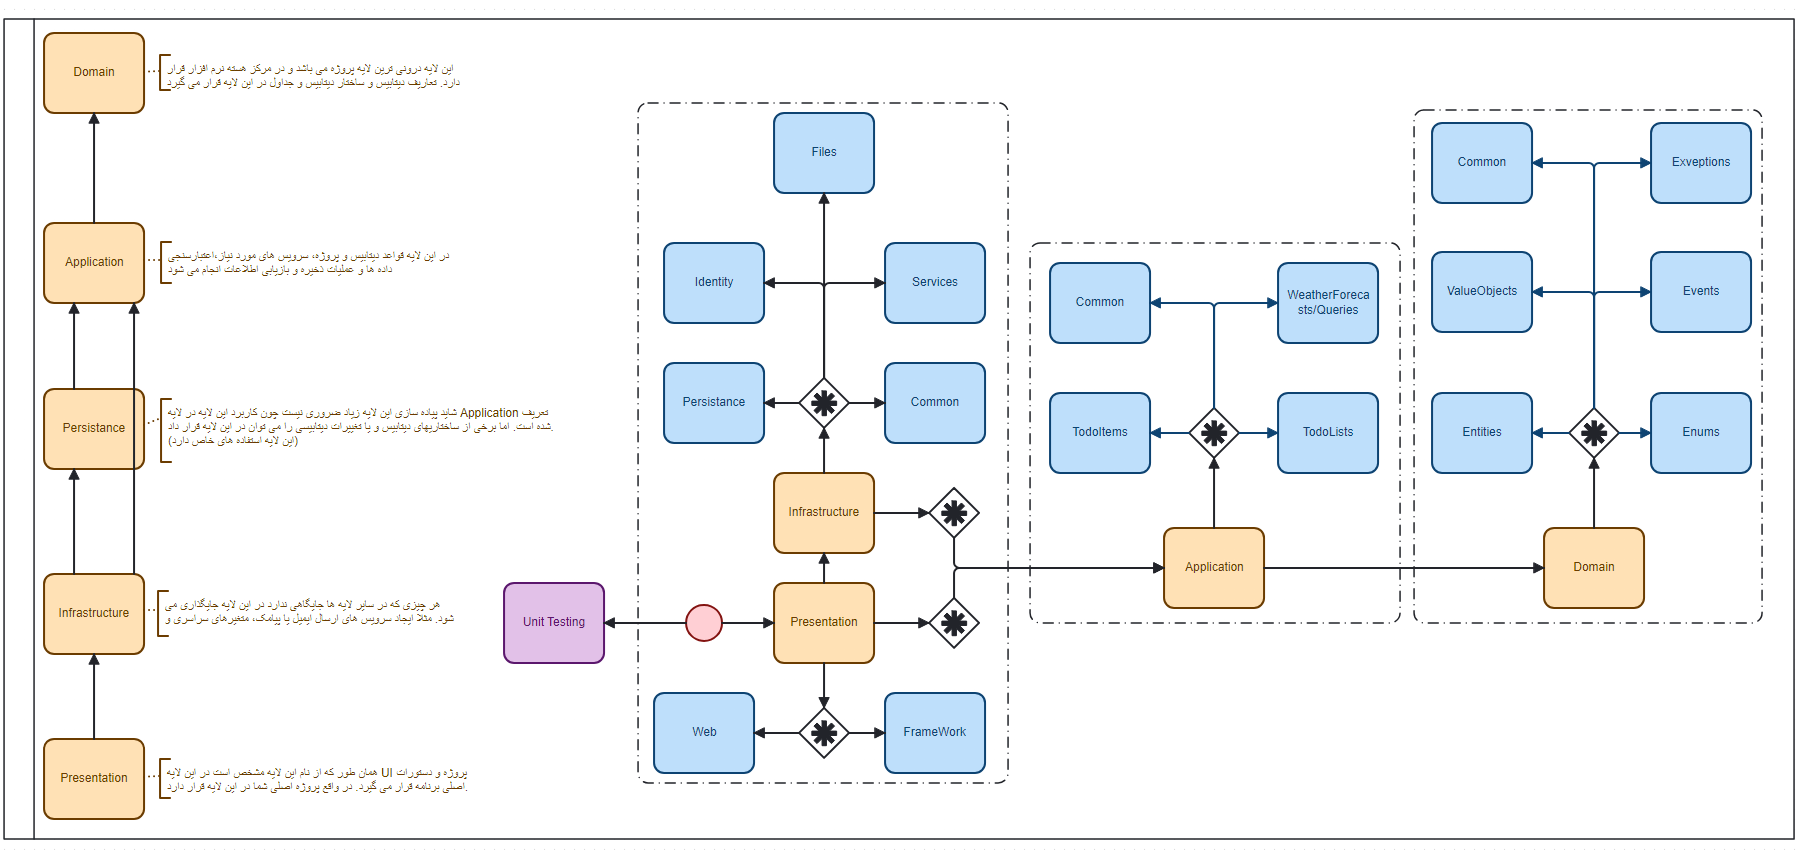 Domain
این لایه درونی ترین لایه پروژه می باشد و در مرکز هسته نرم افزار قرار
دارد. تعاریف دیتابیس و ساختار دیتابیس و جداول در این لایه قرار می گیرد
Application
در این لایه قواعد دیتابیس و پروژه، سرویس های مورد نیاز،اعتبارسنجی
داده ها و عملیات ذخیره و بازیابی اطلاعات انجام می شود
Persistance
تعریف Application شاید پیاده سازی این لایه زیاد ضروری نیست چون کاربرد این لایه در لایه
شده است. اما برخی از ساختارهای دیتابیس و یا تغییرات دیتابیسی را می توان در این لایه قرار داد.
(این لایه استفاده های خاص دارد)
Infrastructure
هر چیزی که در سایر لایه ها جایگاهی ندارد در این لایه جایگذاری می
شود. مثلا ایجاد سرویس های ارسال ایمیل یا پیامک، متغیرهای سراسری و
Presentation
پروژه و دستورات UI همان طور که از نام این لایه مشخص است در این لایه
اصلی برنامه قرار می گیرد. در واقع پروژه اصلی شما در این لایه قرار دارد.
Unit Testing
Files
Identity
Services
Persistance
Common
Infrastructure
Presentation
Web
FrameWork
Common
WeatherForeca
sts/Queries
TodoItems
TodoLists
Application
Common
Exveptions
ValueObjects
Events
Entities
Enums
Domain